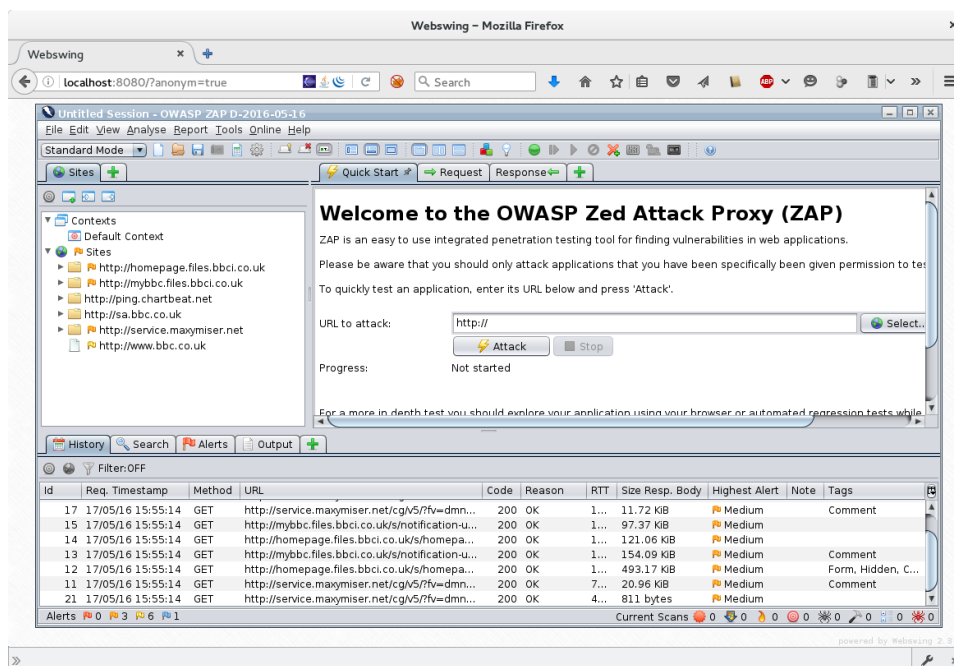 Webswing – Mozilla Firefox
Webswing
localhost:8080/?anonym=true
Search
ABP
Untitled Session - OWASP ZAP D-2016-05-16
File Edit View Analyse Report Tools Online Help
Standard Mode
Sites
Quick Start
Request
Response
Contexts
Default Context
Sites
http://homepage.files.bbci.co.uk
http://mybbc.files.bbci.co.uk
http://ping.chartbeat.net
http://sa.bbc.co.uk
http://service.maxymiser.net
http://www.bbc.co.uk
Welcome to the OWASP Zed Attack Proxy (ZAP)
ZAP is an easy to use integrated penetration testing tool for finding vulnerabilities in web applications.
Please be aware that you should only attack applications that you have been specifically been given permission to tes
To quickly test an application, enter its URL below and press 'Attack'.
URL to attack: http:// Select..
Attack Stop
Progress: Not started
For a more in depth test you should explore your application using your browser or automated regression tests while
History Search Alerts Output
Filter:OFF
Id Req. Timestamp Method URL Code Reason RTT Size Resp. Body Highest Alert Note Tags
17 17/05/16 15:55:14 GET http://service.maxymiser.net/cg/v5/?fv=dmn... 200 OK 1... 11.72 KiB Medium Comment
15 17/05/16 15:55:14 GET http://mybbc.files.bbci.co.uk/s/notification-u... 200 OK 1... 97.37 KiB Medium
14 17/05/16 15:55:14 GET http://homepage.files.bbci.co.uk/s/homepa... 200 OK 1... 121.06 KiB Medium
13 17/05/16 15:55:14 GET http://mybbc.files.bbci.co.uk/s/notification-u... 200 OK 1... 154.09 KiB Medium Comment
12 17/05/16 15:55:14 GET http://homepage.files.bbci.co.uk/s/homepa... 200 OK 1... 493.17 KiB Medium Form, Hidden, C...
11 17/05/16 15:55:14 GET http://service.maxymiser.net/cg/v5/?fv=dmn... 200 OK 7... 20.96 KiB Medium Comment
21 17/05/16 15:55:14 GET http://service.maxymiser.net/cg/v5/?fv=dmn... 200 OK 4... 811 bytes Medium
Alerts 0 3 6 1 Current Scans 0 0 0 0 0 0 0 0
powered by Webswing 2.